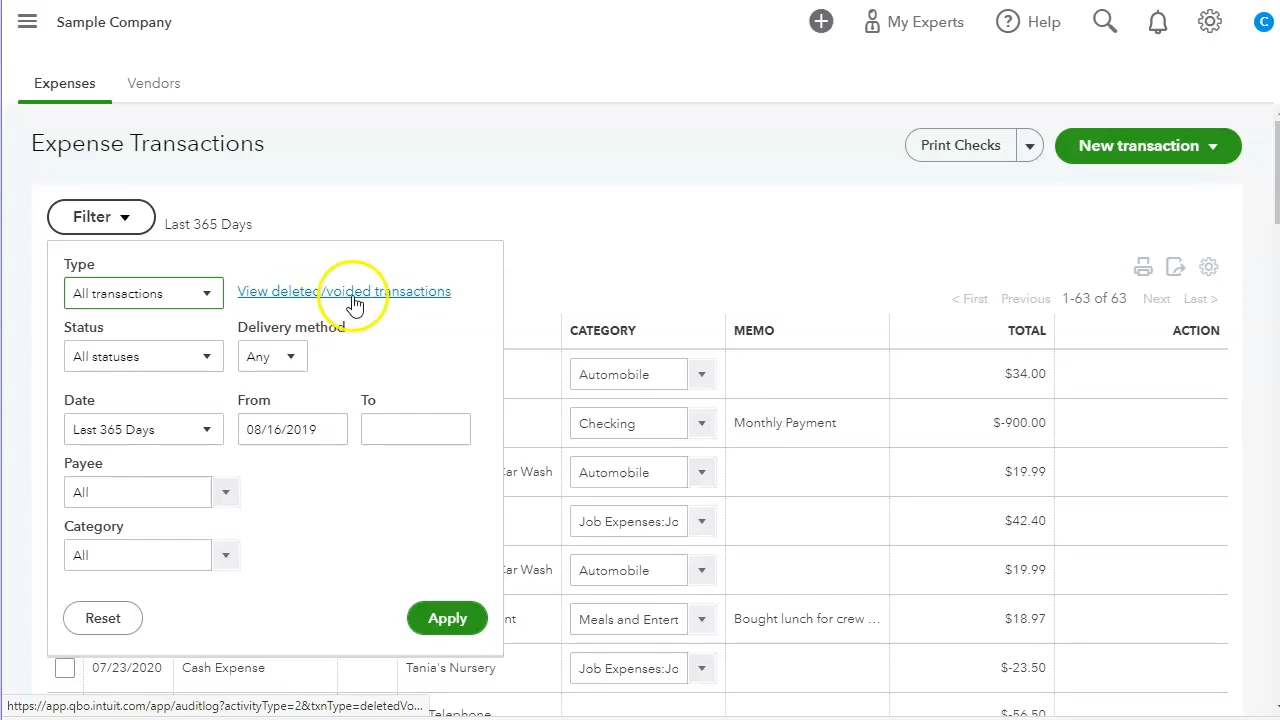 Sample Company
My Experts
Help
C
Expenses Vendors
Expense Transactions
Print Checks
New transaction
Filter
Last 365 Days
Type
All transactions
View deleted/voided transactions
Status
Delivery method
All statuses
Any
Date From To
Last 365 Days
08/16/2019
Payee
All
Category
All
Reset
Apply
< First Previous 1-63 of 63 Next Last >
CATEGORY MEMO TOTAL ACTION
Automobile $34.00
Checking Monthly Payment $-900.00
Car Wash Automobile $19.99
Job Expenses:Jo $42.40
Car Wash Automobile $19.99
nt Meals and Entert Bought lunch for crew ... $18.97
07/23/2020 Cash Expense Tania's Nursery Job Expenses:Jo $-23.50
Telephone $-56.50
https://app.qbo.intuit.com/app/auditlog?activityType=2&txnType=deletedVo...